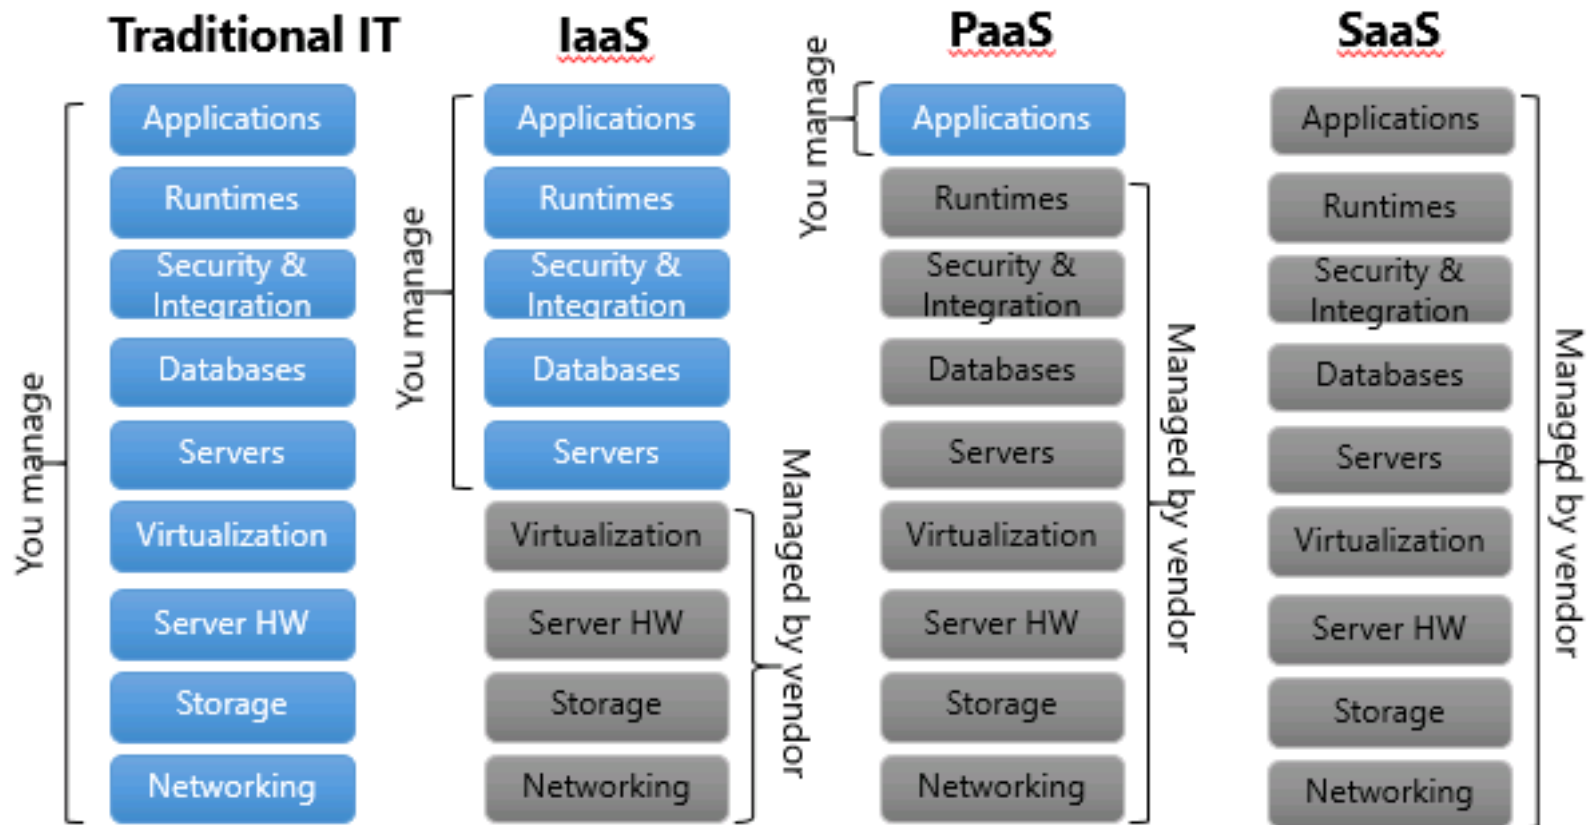 Traditional IT
Applications
Runtimes
Security &
Integration
Databases
Servers
Virtualization
Server HW
Storage
Networking
You manage
IaaS
Applications
Runtimes
Security &
Integration
Databases
Servers
Virtualization
Server HW
Storage
Networking
You manage
Managed by vendor
PaaS
Applications
Runtimes
Security &
Integration
Databases
Servers
Virtualization
Server HW
Storage
Networking
You manage
Managed by vendor
SaaS
Applications
Runtimes
Security &
Integration
Databases
Servers
Virtualization
Server HW
Storage
Networking
Managed by vendor